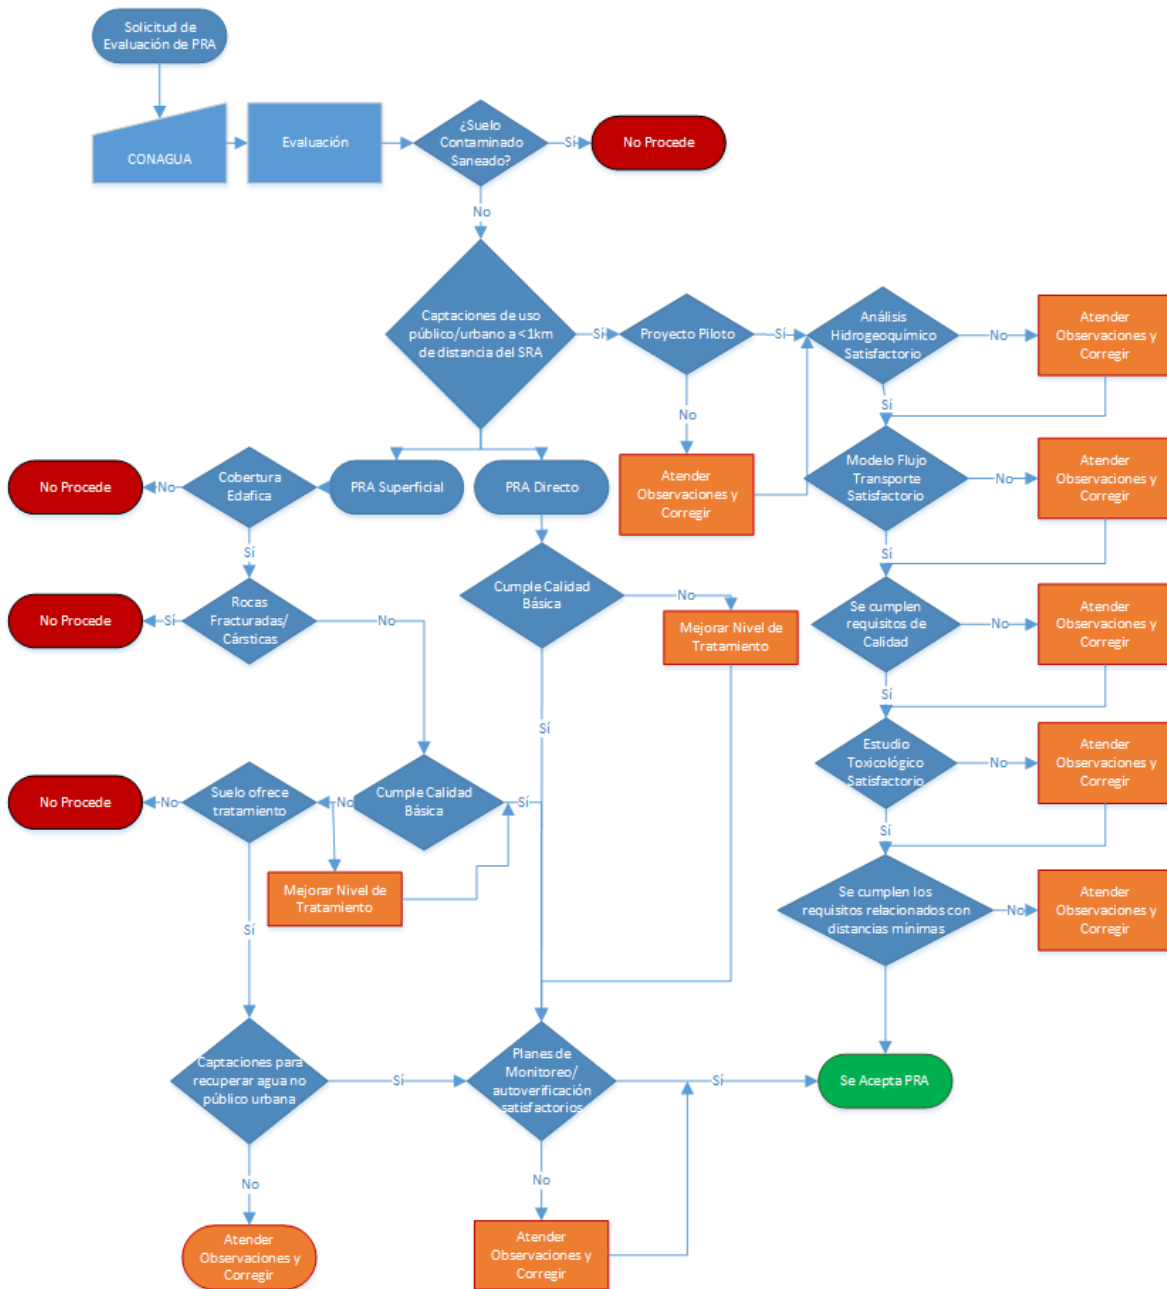 Solicitud de
Evaluación de PRA
CONAGUA
Evaluación
¿Suelo
Contaminado
Saneado?
Sí
No Procede
No
Captaciones de uso
público/urbano a <1km
de distancia del SRA
Sí
Proyecto Piloto
Sí
Análisis
Hidrogeoquímico
Satisfactorio
No
Atender
Observaciones y
Corregir
No
Sí
Atender
Observaciones y
Corregir
Modelo Flujo
Transporte
Satisfactorio
No
Atender
Observaciones y
Corregir
No Procede
No
Cobertura
Edafica
PRA Superficial
PRA Directo
Sí
Sí
Cumple Calidad
Básica
No
Mejorar Nivel de
Tratamiento
Se cumplen
requisitos de
Calidad
No
Atender
Observaciones y
Corregir
No Procede
Sí
Rocas
Fracturadas/
Cársticas
No
Sí
Sí
Estudio
Toxicológico
Satisfactorio
No
Atender
Observaciones y
Corregir
No Procede
No
Suelo ofrece
tratamiento
No
Cumple Calidad
Básica
Sí
Sí
Mejorar Nivel de
Tratamiento
Se cumplen los
requisitos relacionados con
distancias mínimas
No
Atender
Observaciones y
Corregir
Sí
Captaciones para
recuperar agua no
público urbana
Sí
Planes de
Monitoreo/
autoverificación
satisfactorios
Sí
Se Acepta PRA
No
Atender
Observaciones y
Corregir
No
Atender
Observaciones y
Corregir